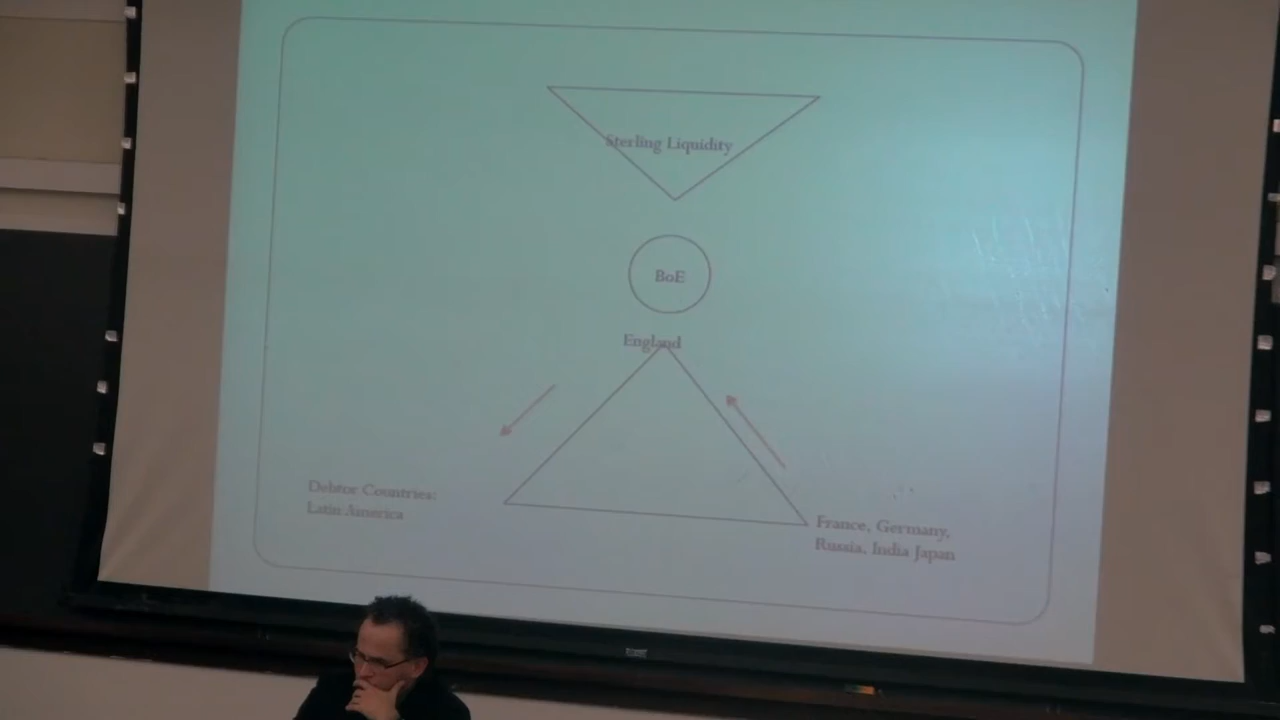 Sterling Liquidity
BoE
England
Debtor Countries:
Latin America
France, Germany,
Russia, India Japan